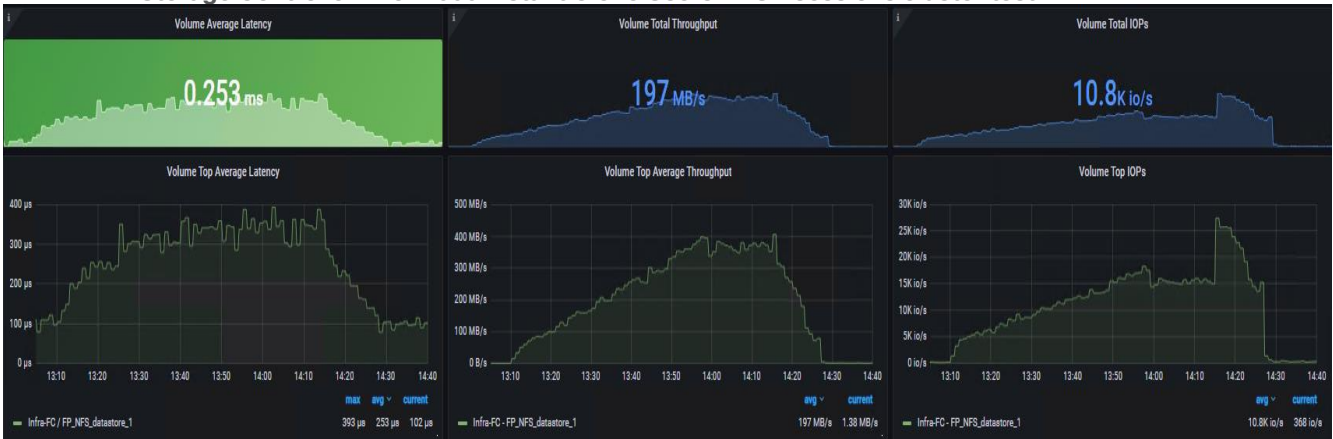 Volume Average Latency
0.253 ms
Volume Total Throughput
197 MB/s
Volume Total IOPs
10.8K io/s
Volume Top Average Latency
400 μs
300 μs
200 μs
100 μs
0 μs
13:10 13:20 13:30 13:40 13:50 14:00 14:10 14:20 14:30 14:40
max avg current
Infra-FC / FP_NFS_datastore_1 393 μs 253 μs 102 μs
Volume Top Average Throughput
500 MB/s
400 MB/s
300 MB/s
200 MB/s
100 MB/s
0 B/s
13:10 13:20 13:30 13:40 13:50 14:00 14:10 14:20 14:30 14:40
avg current
Infra-FC - FP_NFS_datastore_1 197 MB/s 1.38 MB/s
Volume Top IOPs
30K io/s
25K io/s
20K io/s
15K io/s
10K io/s
5K io/s
0 io/s
13:10 13:20 13:30 13:40 13:50 14:00 14:10 14:20 14:30 14:40
avg current
Infra-FC - FP_NFS_datastore_1 10.8K io/s 368 io/s